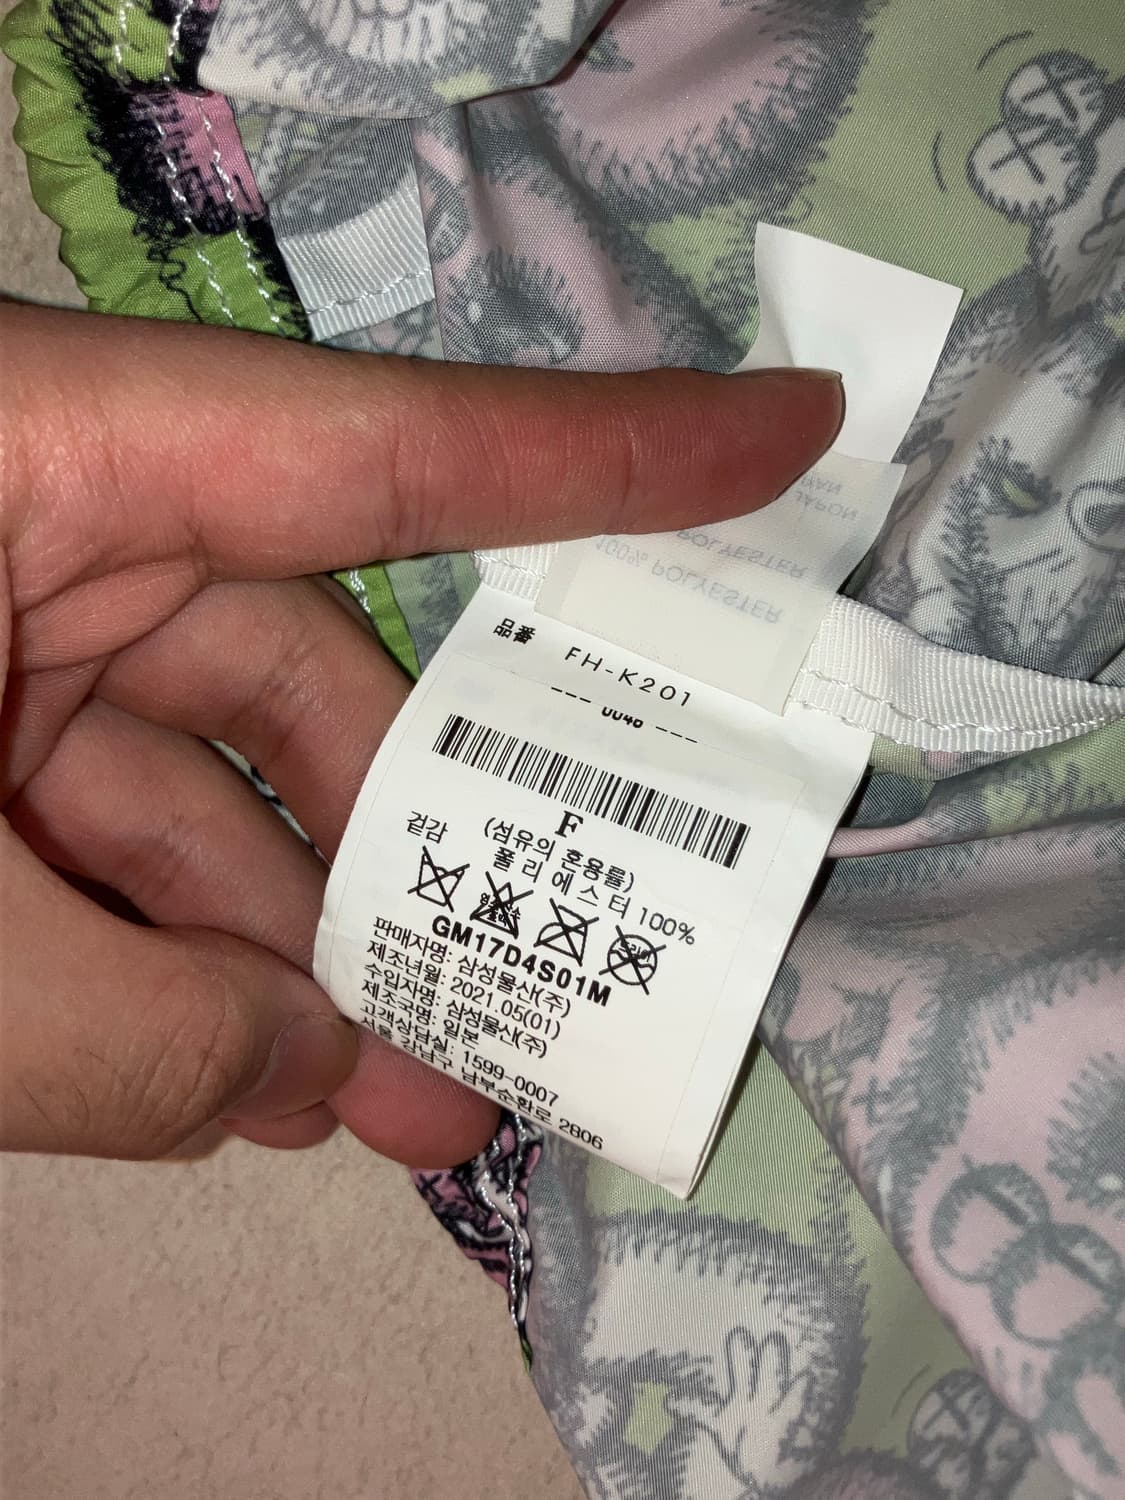 JAPAN
JAPON
POLYESTER
100% POLYESTER
品番 FH-K201
--- 0046 ---
F
(섬유의 혼용률)
겉감 폴리에스터 100%
GM17D4S01M
판매자명: 삼성물산(주)
제조년월: 2021.05(01)
수입자명: 삼성물산(주)
제조국명: 일본
고객상담실: 1599-0007
서울 강남구 남부순환로 2806